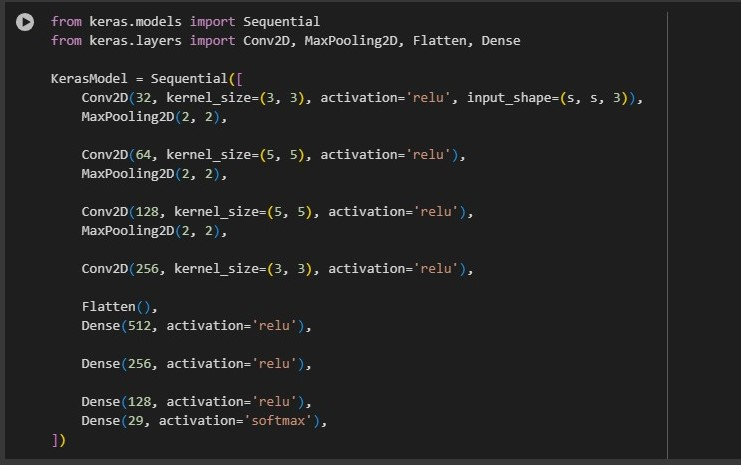 from keras.models import Sequential
from keras.layers import Conv2D, MaxPooling2D, Flatten, Dense
KerasModel = Sequential([
    Conv2D(32, kernel_size=(3, 3), activation='relu', input_shape=(s, s, 3)),
    MaxPooling2D(2, 2),
    Conv2D(64, kernel_size=(5, 5), activation='relu'),
    MaxPooling2D(2, 2),
    Conv2D(128, kernel_size=(5, 5), activation='relu'),
    MaxPooling2D(2, 2),
    Conv2D(256, kernel_size=(3, 3), activation='relu'),
    Flatten(),
    Dense(512, activation='relu'),
    Dense(256, activation='relu'),
    Dense(128, activation='relu'),
    Dense(29, activation='softmax'),
])